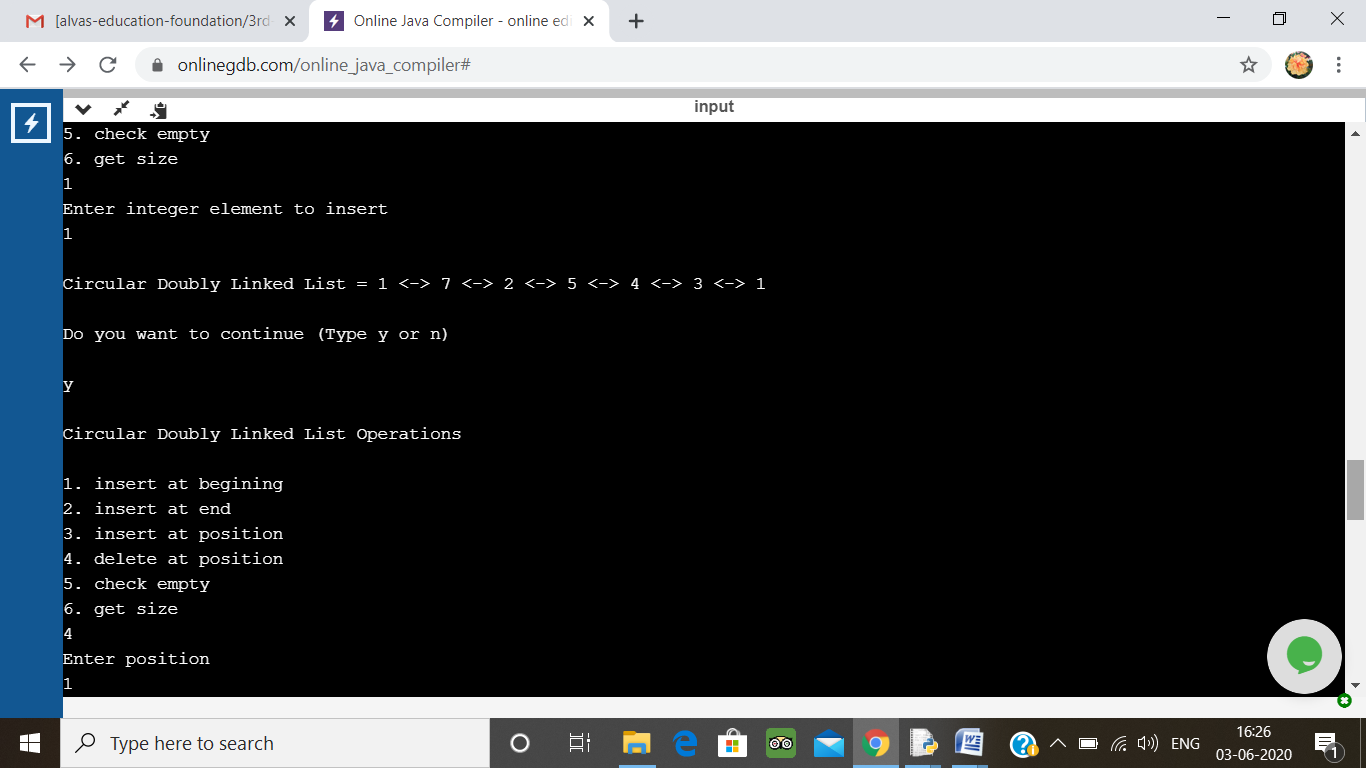 [alvas-education-foundation/3rd
Online Java Compiler - online edi
onlinegdb.com/online_java_compiler#
input
5. check empty
6. get size
1
Enter integer element to insert
1
Circular Doubly Linked List = 1 <-> 7 <-> 2 <-> 5 <-> 4 <-> 3 <-> 1
Do you want to continue (Type y or n)
y
Circular Doubly Linked List Operations
1. insert at begining
2. insert at end
3. insert at position
4. delete at position
5. check empty
6. get size
4
Enter position
1
Type here to search
ENG
16:26
03-06-2020
1